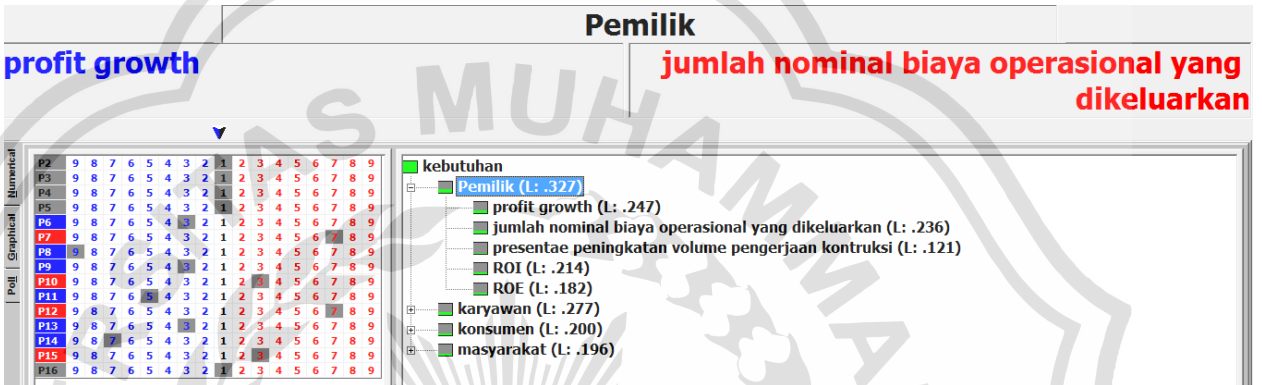 Pemilik
profit growth
jumlah nominal biaya operasional yang
dikeluarkan
Numerical
Graphical
Poll
P2 9 8 7 6 5 4 3 2 1 2 3 4 5 6 7 8 9
P3 9 8 7 6 5 4 3 2 1 2 3 4 5 6 7 8 9
P4 9 8 7 6 5 4 3 2 1 2 3 4 5 6 7 8 9
P5 9 8 7 6 5 4 3 2 1 2 3 4 5 6 7 8 9
P6 9 8 7 6 5 4 3 2 1 2 3 4 5 6 7 8 9
P7 9 8 7 6 5 4 3 2 1 2 3 4 5 6 7 8 9
P8 9 8 7 6 5 4 3 2 1 2 3 4 5 6 7 8 9
P9 9 8 7 6 5 4 3 2 1 2 3 4 5 6 7 8 9
P10 9 8 7 6 5 4 3 2 1 2 3 4 5 6 7 8 9
P11 9 8 7 6 5 4 3 2 1 2 3 4 5 6 7 8 9
P12 9 8 7 6 5 4 3 2 1 2 3 4 5 6 7 8 9
P13 9 8 7 6 5 4 3 2 1 2 3 4 5 6 7 8 9
P14 9 8 7 6 5 4 3 2 1 2 3 4 5 6 7 8 9
P15 9 8 7 6 5 4 3 2 1 2 3 4 5 6 7 8 9
P16 9 8 7 6 5 4 3 2 1 2 3 4 5 6 7 8 9
kebutuhan
Pemilik (L: .327)
profit growth (L: .247)
jumlah nominal biaya operasional yang dikeluarkan (L: .236)
presentae peningkatan volume pengerjaan kontruksi (L: .121)
ROI (L: .214)
ROE (L: .182)
karyawan (L: .277)
konsumen (L: .200)
masyarakat (L: .196)
TAS MUHAMMA